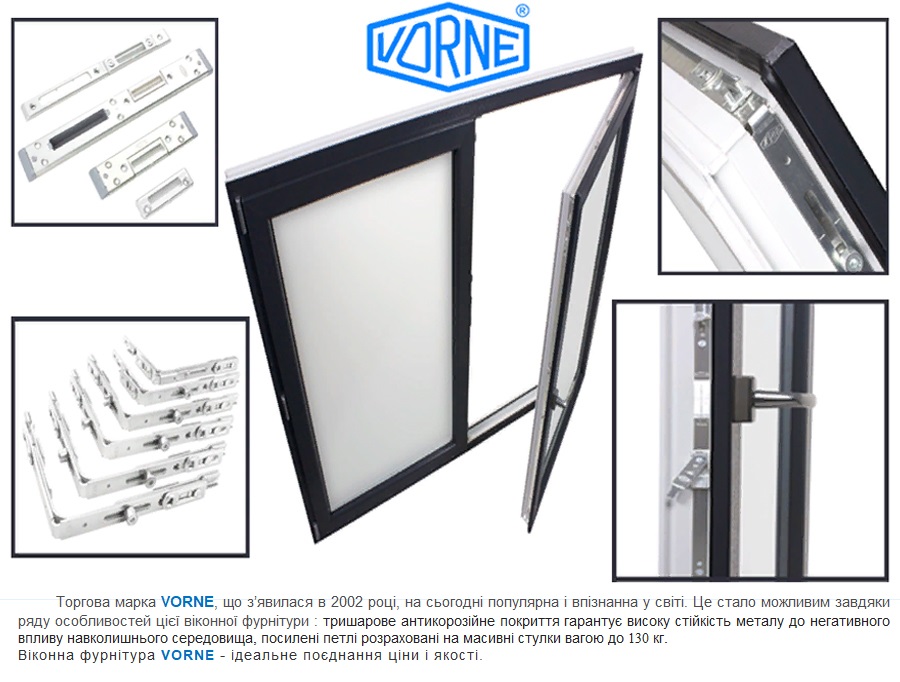 VORNE®
VORNE
Торгова марка VORNE, що з’явилася в 2002 році, на сьогодні популярна і впізнанна у світі. Це стало можливим завдяки
ряду особливостей цієї віконної фурнітури : тришарове антикорозійне покриття гарантує високу стійкість металу до негативного
впливу навколишнього середовища, посилені петлі розраховані на масивні стулки вагою до 130 кг.
Віконна фурнітура VORNE - ідеальне поєднання ціни і якості.